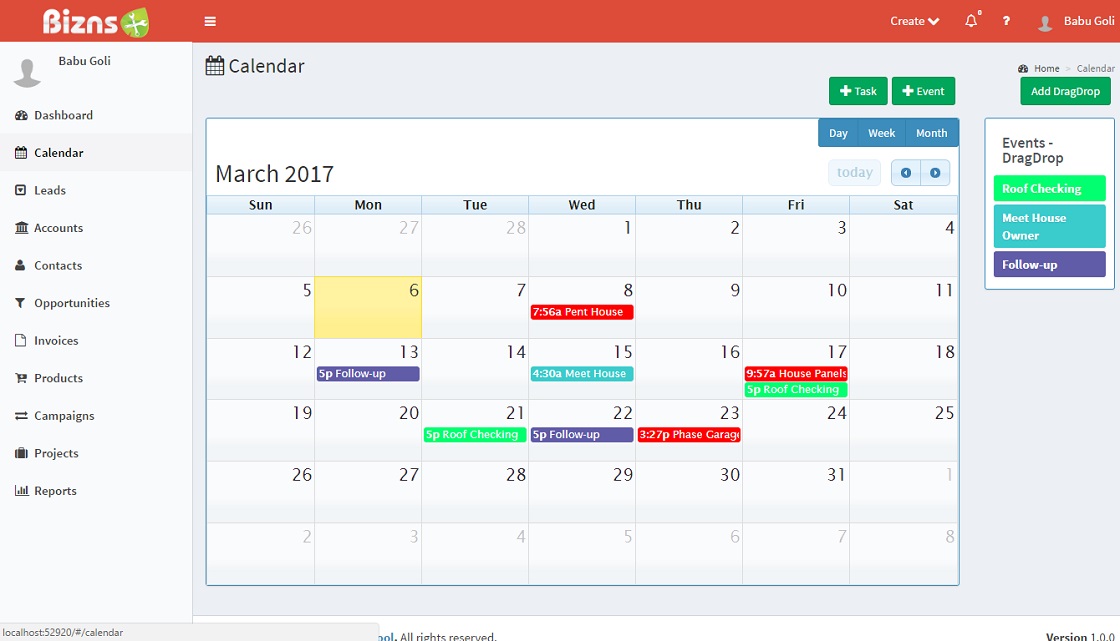 Bizns
Create
0
?
Babu Goli
Babu Goli
Dashboard
Calendar
Leads
Accounts
Contacts
Opportunities
Invoices
Products
Campaigns
Projects
Reports
Calendar
Home > Calendar
Task
Event
Add DragDrop
Day Week Month
March 2017
today
Sun Mon Tue Wed Thu Fri Sat
26 27 28 1 2 3 4
5 6 7 8 9 10 11
7:56a Pent House
12 13 14 15 16 17 18
5p Follow-up
4:30a Meet House
9:57a House Panels
5p Roof Checking
19 20 21 22 23 24 25
5p Roof Checking
5p Follow-up
3:27p Phase Garage
26 27 28 29 30 31 1
2 3 4 5 6 7 8
Events -
DragDrop
Roof Checking
Meet House
Owner
Follow-up
localhost:52920/#/calendar
ool. All rights reserved.
Version 1.0.0